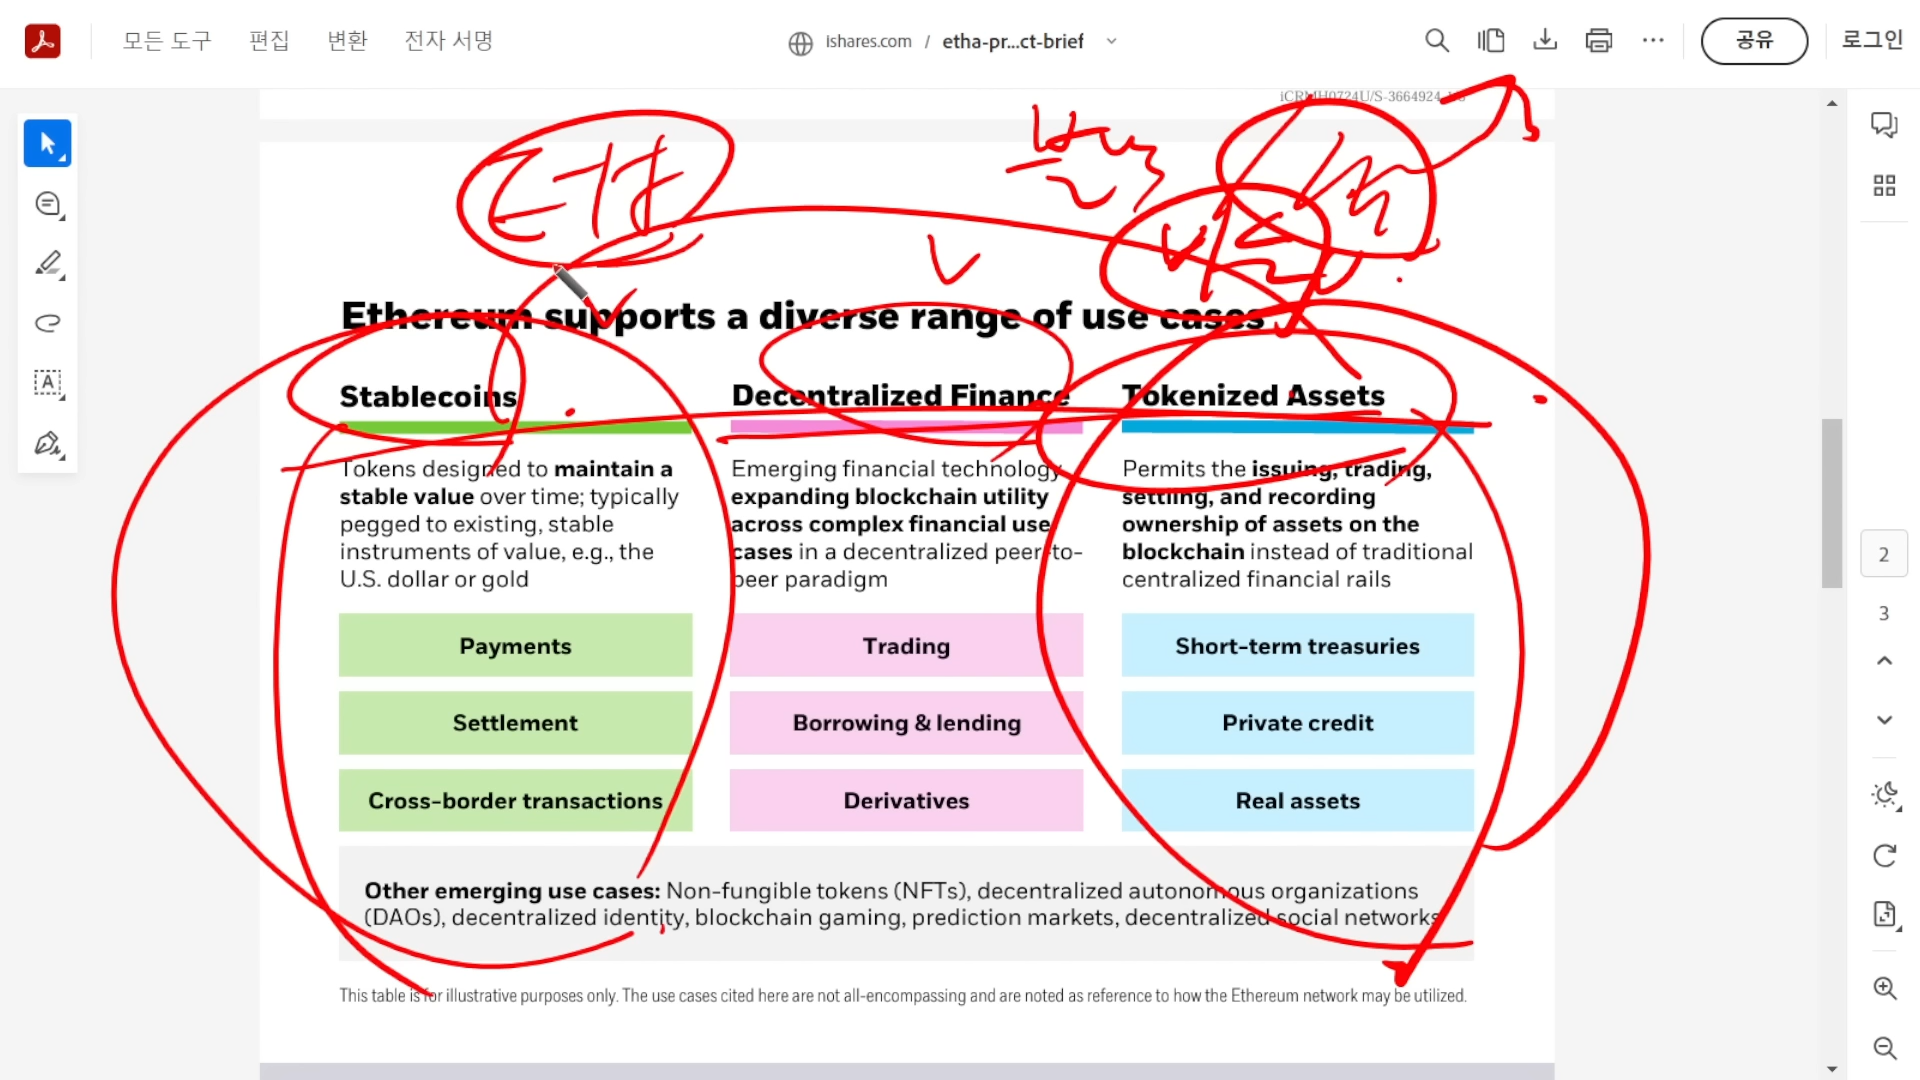 모든 도구 편집 변환 전자 서명 ishares.com / etha-pr...ct-brief 공유 로그인
iCRMH0724U/S-3664924
Ethereum supports a diverse range of use cases
Stablecoins
Tokens designed to maintain a
stable value over time; typically
pegged to existing, stable
instruments of value, e.g., the
U.S. dollar or gold
Payments
Settlement
Cross-border transactions
Decentralized Finance
Emerging financial technology
expanding blockchain utility
across complex financial use
cases in a decentralized peer-to-
peer paradigm
Trading
Borrowing & lending
Derivatives
Tokenized Assets
Permits the issuing, trading,
settling, and recording
ownership of assets on the
blockchain instead of traditional
centralized financial rails
Short-term treasuries
Private credit
Real assets
Other emerging use cases: Non-fungible tokens (NFTs), decentralized autonomous organizations
(DAOs), decentralized identity, blockchain gaming, prediction markets, decentralized social networks
This table is for illustrative purposes only. The use cases cited here are not all-encompassing and are noted as reference to how the Ethereum network may be utilized.
2
3